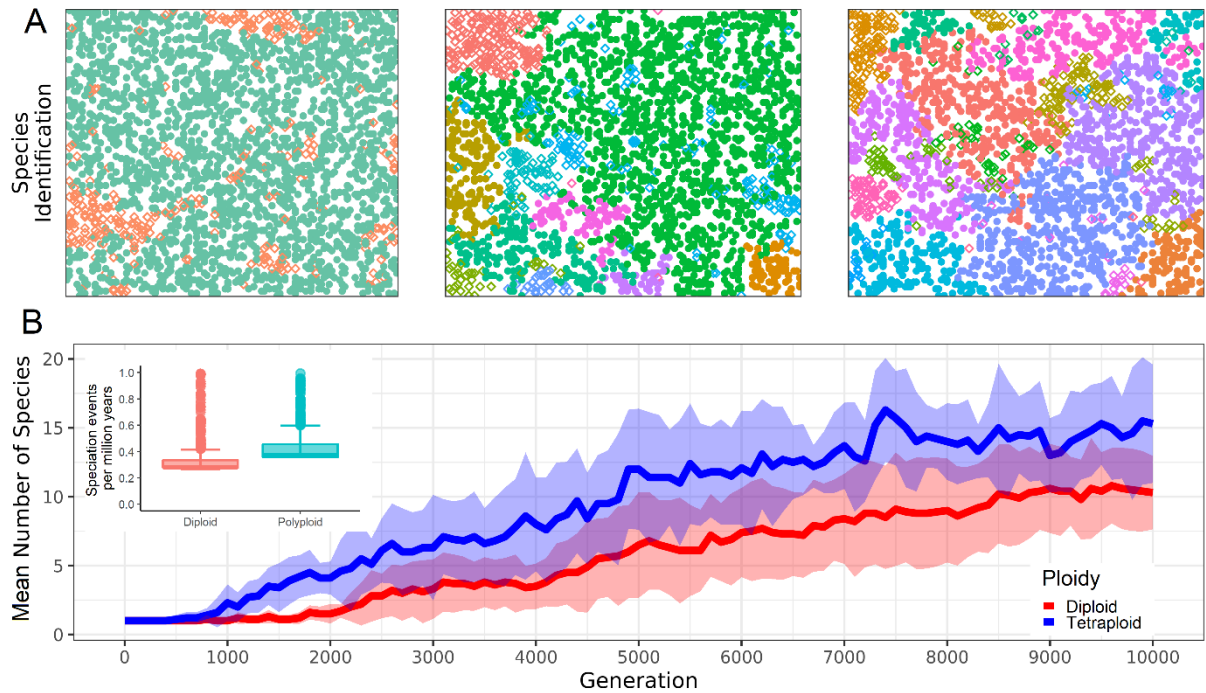 A
Species
Identification
B
Mean Number of Species
20
15
10
5
0
Speciation events
per million years
1.0
0.8
0.6
0.4
0.2
0.0
Diploid
Polyploid
Ploidy
Diploid
Tetraploid
0 1000 2000 3000 4000 5000 6000 7000 8000 9000 10000
Generation